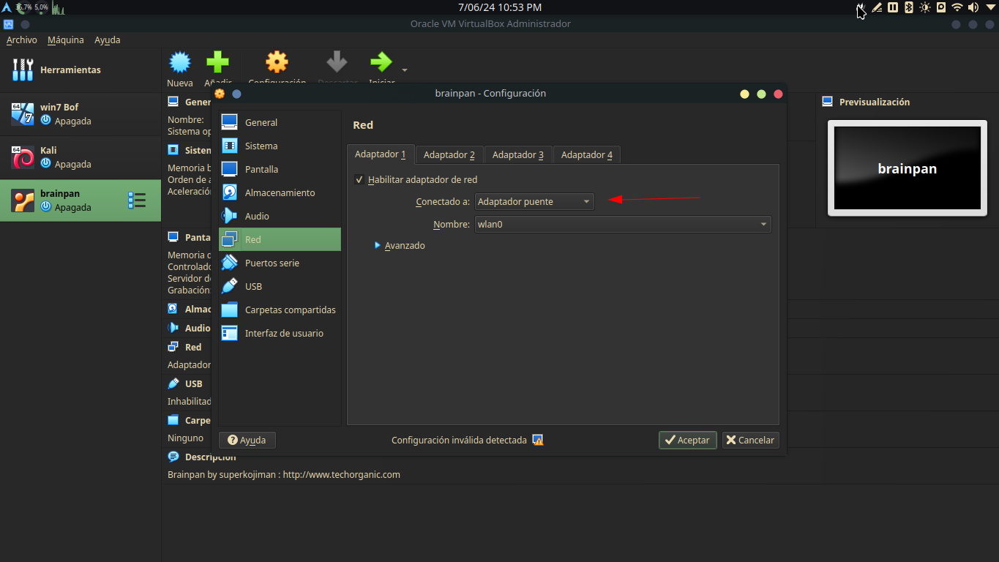 36,7% 5,0%
7/06/24 10:53 PM
Oracle VM VirtualBox Administrador
Archivo Máquina Ayuda
Herramientas
Nueva Añadir Configuración Descartar Iniciar
64 7 win7 Bof
Apagada
64 Kali
Apagada
brainpan
Apagada
Gener
Nombre:
Sistema op
Sisten
Memoria b
Orden de a
Aceleració
Panta
Memoria d
Controlado
Servidor de
Grabación:
Almac
Audio
Red
Adaptador
USB
Inhabilitad
Carpe
Ninguno
Descripción
Brainpan by superkojiman : http://www.techorganic.com
Previsualización
brainpan
brainpan - Configuración
General
Sistema
Pantalla
Almacenamiento
Audio
Red
Puertos serie
USB
Carpetas compartidas
Interfaz de usuario
Red
Adaptador 1 Adaptador 2 Adaptador 3 Adaptador 4
Habilitar adaptador de red
Conectado a: Adaptador puente
Nombre: wlan0
Avanzado
Ayuda Configuración inválida detectada Aceptar Cancelar